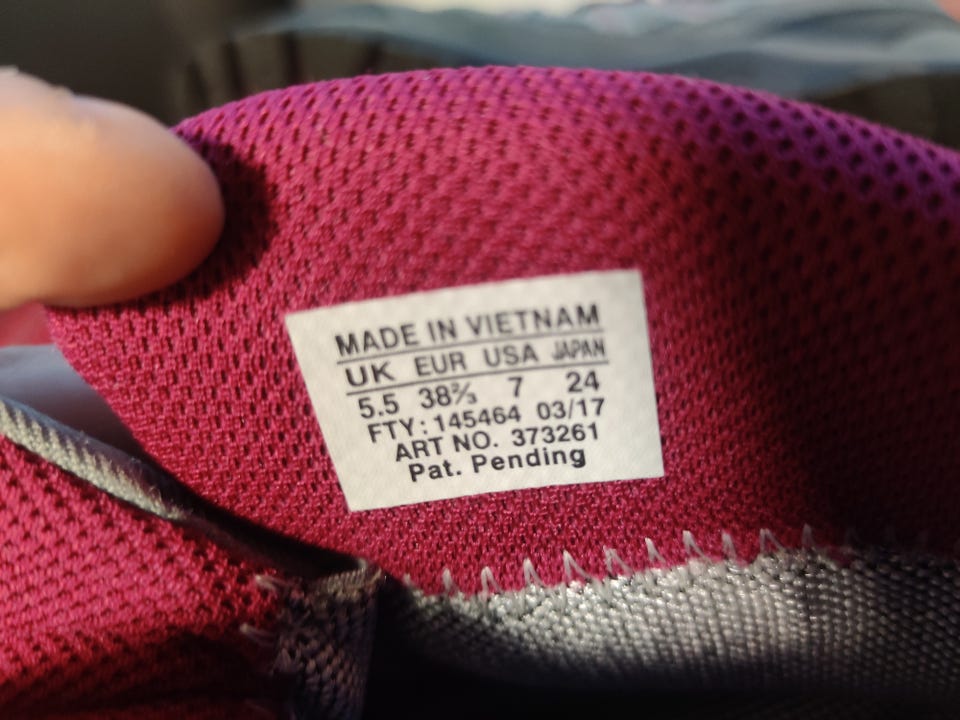 MADE IN VIETNAM
UK EUR USA JAPAN
5.5 38⅔ 7 24
FTY: 145464 03/17
ART NO. 373261
Pat. Pending